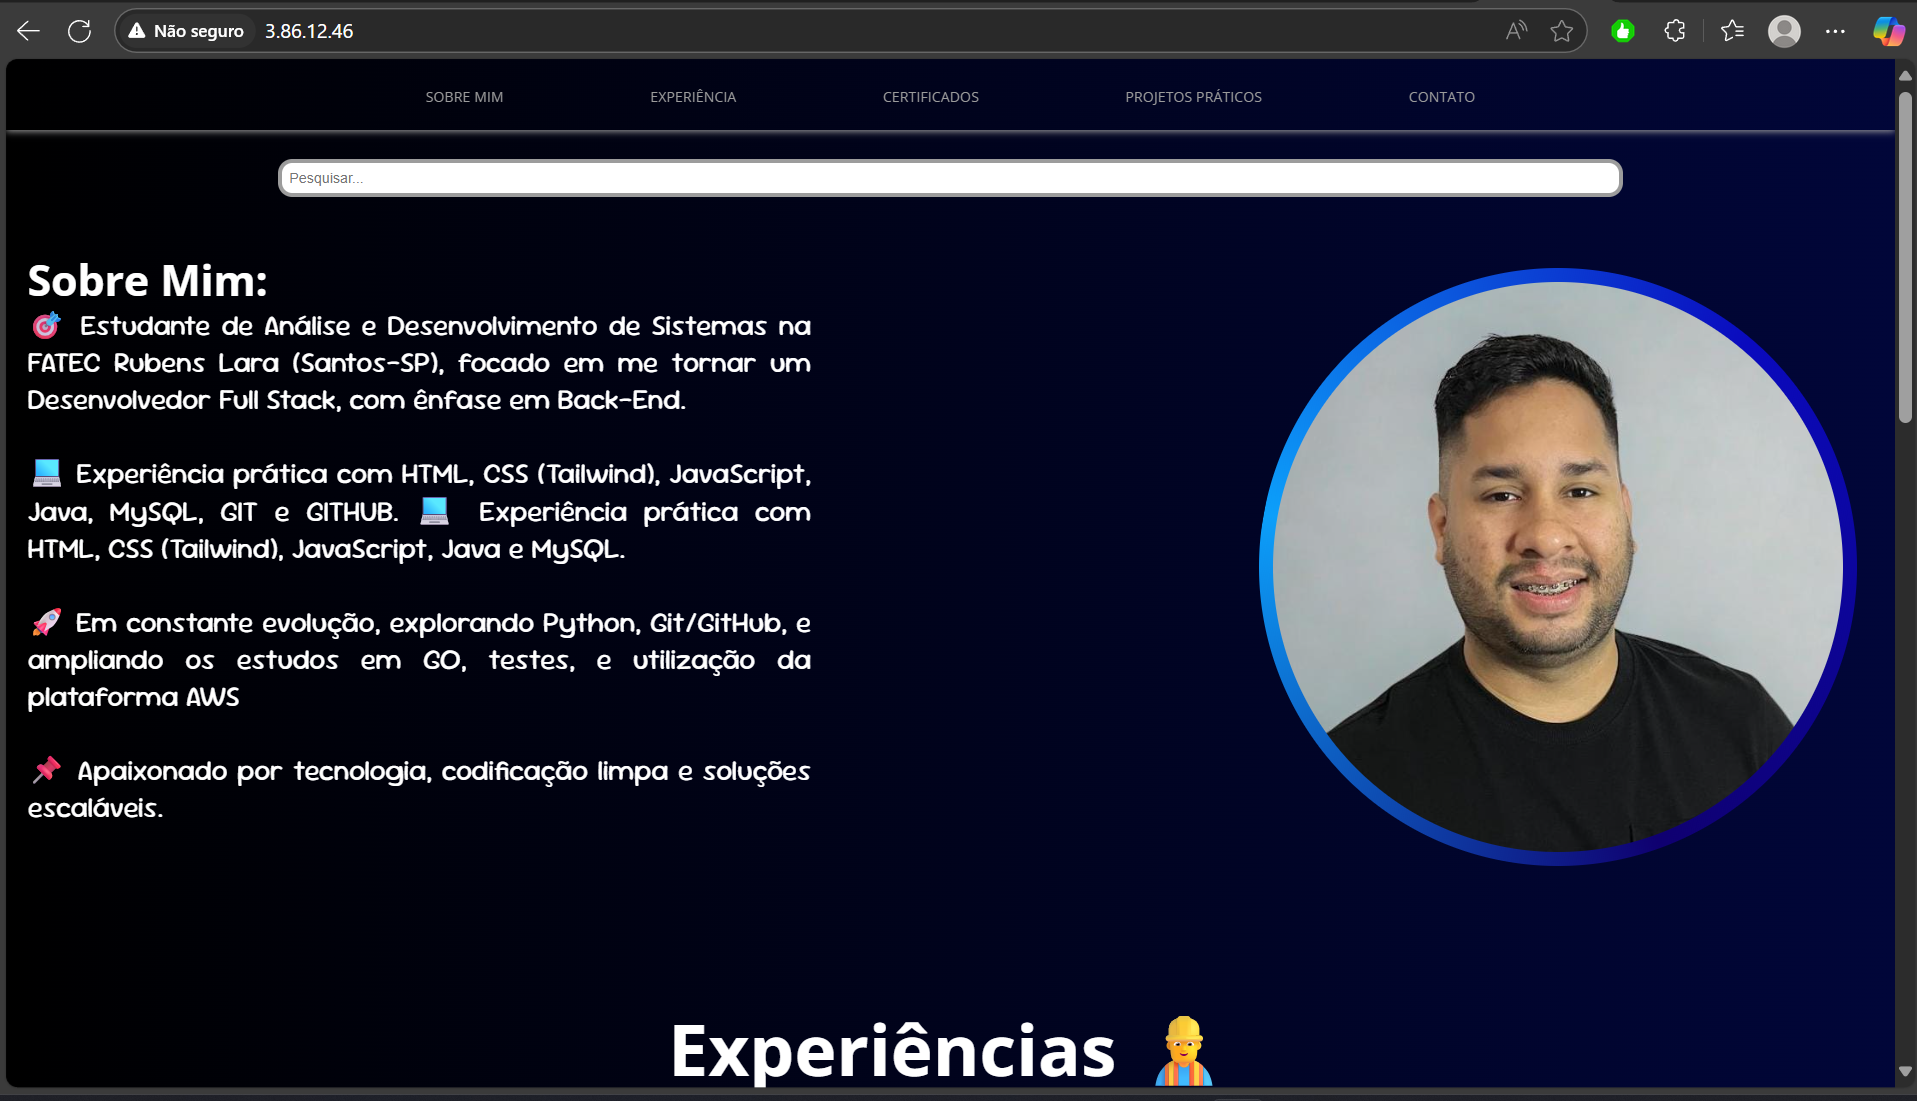 Não seguro 3.86.12.46
SOBRE MIM EXPERIÊNCIA CERTIFICADOS PROJETOS PRÁTICOS CONTATO
Pesquisar...
Sobre Mim:
🎯 Estudante de Análise e Desenvolvimento de Sistemas na
FATEC Rubens Lara (Santos-SP), focado em me tornar um
Desenvolvedor Full Stack, com ênfase em Back-End.
💻 Experiência prática com HTML, CSS (Tailwind), JavaScript,
Java, MySQL, GIT e GITHUB. 💻 Experiência prática com
HTML, CSS (Tailwind), JavaScript, Java e MySQL.
🚀 Em constante evolução, explorando Python, Git/GitHub, e
ampliando os estudos em GO, testes, e utilização da
plataforma AWS
📌 Apaixonado por tecnologia, codificação limpa e soluções
escaláveis.
Experiências 👷